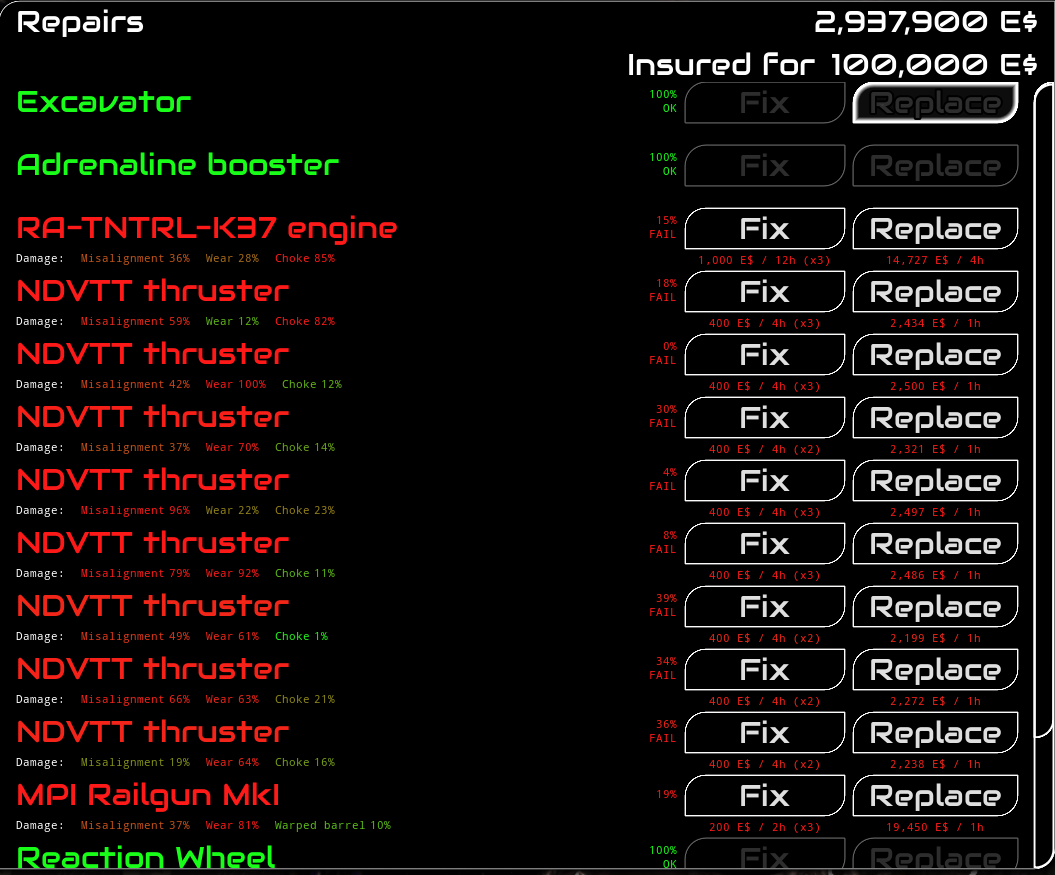 Repairs 2,937,900 E$
Insured for 100,000 E$
Excavator 100% OK Fix Replace
Adrenaline booster 100% OK Fix Replace
RA-TNTRL-K37 engine 15% FAIL Fix Replace
Damage: Misalignment 36% Wear 28% Choke 85% 1,000 E$ / 12h (x3) 14,727 E$ / 4h
NDVTT thruster 18% FAIL Fix Replace
Damage: Misalignment 59% Wear 12% Choke 82% 400 E$ / 4h (x3) 2,434 E$ / 1h
NDVTT thruster 0% FAIL Fix Replace
Damage: Misalignment 42% Wear 100% Choke 12% 400 E$ / 4h (x3) 2,500 E$ / 1h
NDVTT thruster 30% FAIL Fix Replace
Damage: Misalignment 37% Wear 70% Choke 14% 400 E$ / 4h (x2) 2,321 E$ / 1h
NDVTT thruster 4% FAIL Fix Replace
Damage: Misalignment 96% Wear 22% Choke 23% 400 E$ / 4h (x3) 2,497 E$ / 1h
NDVTT thruster 8% FAIL Fix Replace
Damage: Misalignment 79% Wear 92% Choke 11% 400 E$ / 4h (x3) 2,486 E$ / 1h
NDVTT thruster 39% FAIL Fix Replace
Damage: Misalignment 49% Wear 61% Choke 1% 400 E$ / 4h (x2) 2,199 E$ / 1h
NDVTT thruster 34% FAIL Fix Replace
Damage: Misalignment 66% Wear 63% Choke 21% 400 E$ / 4h (x2) 2,272 E$ / 1h
NDVTT thruster 36% FAIL Fix Replace
Damage: Misalignment 19% Wear 64% Choke 16% 400 E$ / 4h (x2) 2,238 E$ / 1h
MPI Railgun MkI 19% Fix Replace
Damage: Misalignment 37% Wear 81% Warped barrel 10% 200 E$ / 2h (x3) 19,450 E$ / 1h
Reaction Wheel 100% OK Fix Replace